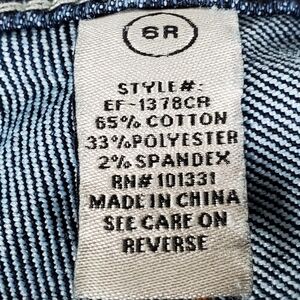 6R
STYLE#:
EF-1378CR
65% COTTON
33%POLYESTER
2% SPANDEX
RN# 101331
MADE IN CHINA
SEE CARE ON
REVERSE